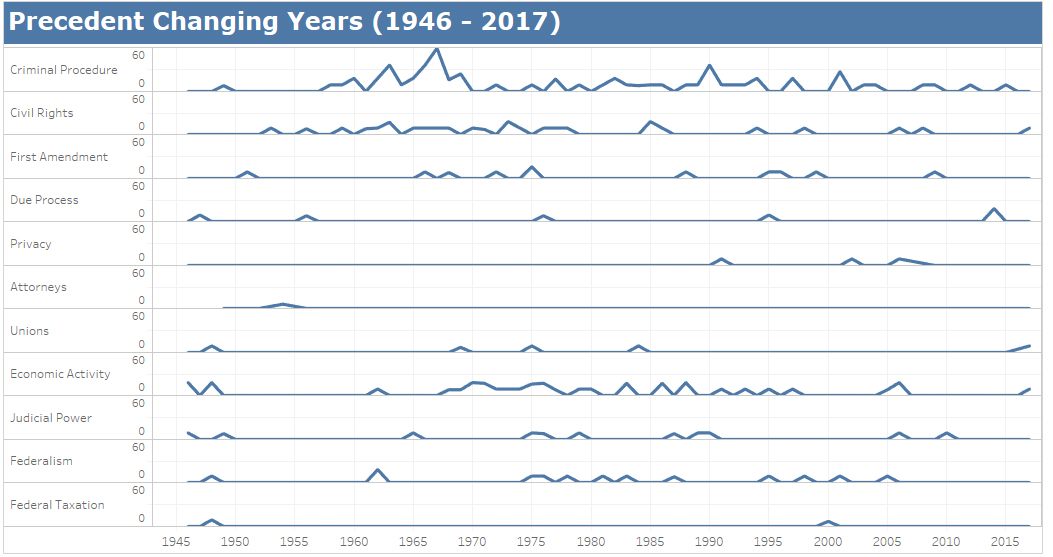 Precedent Changing Years (1946 - 2017)
60
Criminal Procedure
0
60
Civil Rights
0
60
First Amendment
0
60
Due Process
0
60
Privacy
0
60
Attorneys
0
60
Unions
0
60
Economic Activity
0
60
Judicial Power
0
60
Federalism
0
60
Federal Taxation
0
1945 1950 1955 1960 1965 1970 1975 1980 1985 1990 1995 2000 2005 2010 2015